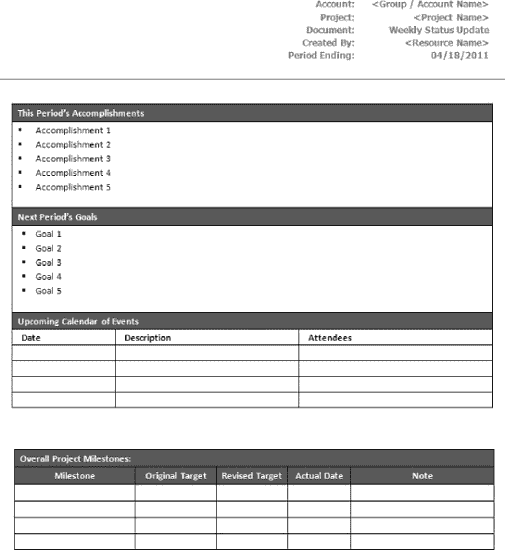 Account: <Group / Account Name>
Project: <Project Name>
Document: Weekly Status Update
Created By: <Resource Name>
Period Ending: 04/18/2011
This Period's Accomplishments
▪ Accomplishment 1
▪ Accomplishment 2
▪ Accomplishment 3
▪ Accomplishment 4
▪ Accomplishment 5
Next Period's Goals
▪ Goal 1
▪ Goal 2
▪ Goal 3
▪ Goal 4
▪ Goal 5
Upcoming Calendar of Events
Date Description Attendees
Overall Project Milestones:
Milestone Original Target Revised Target Actual Date Note